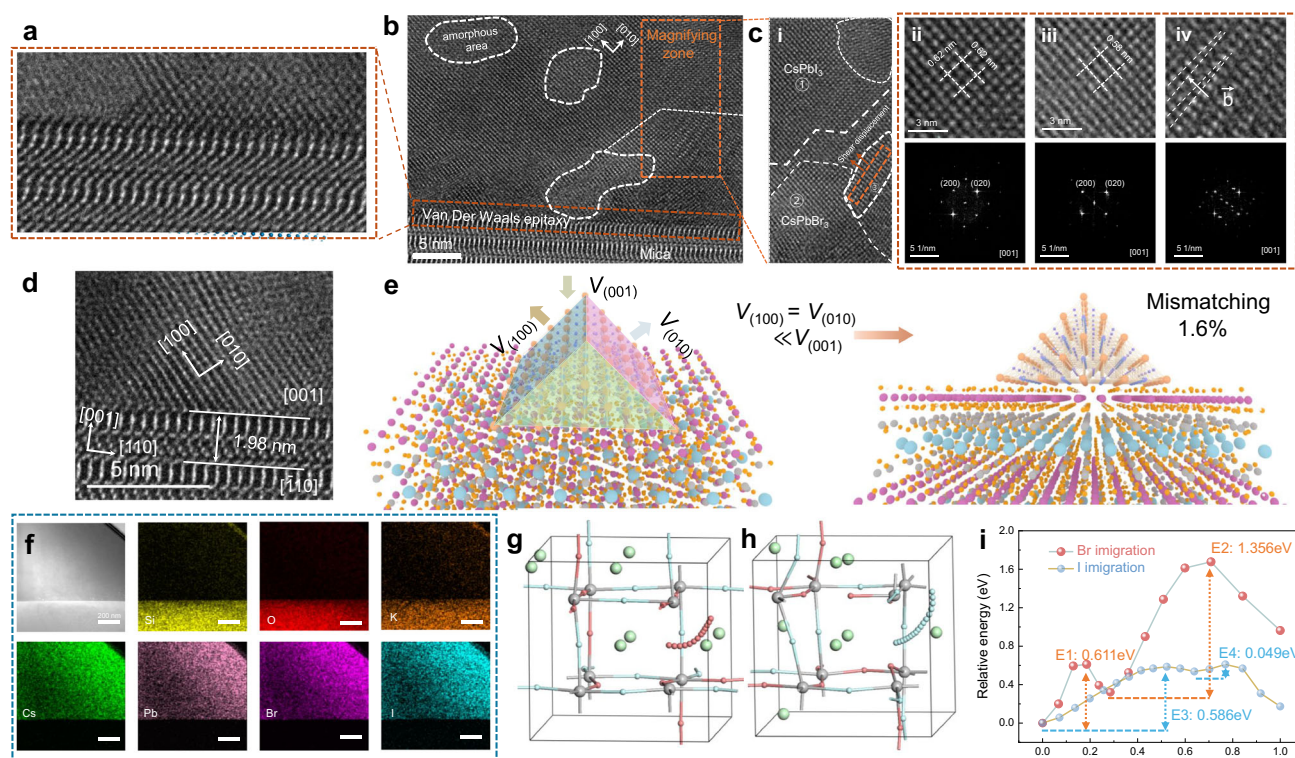 a
b
amorphous
area
[100]
[010]
Magnifying
zone
Van Der Waals epitaxy
5 nm
Mica
c
i
CsPbI3
①
Shear displacement
②
CsPbBr3
ii
0.62 nm
0.62 nm
3 nm
iii
0.58 nm
3 nm
iv
b
3 nm
(200)
(020)
5 1/nm
[001]
(200)
(020)
5 1/nm
[001]
5 1/nm
[001]
d
[100]
[010]
[001]
[001]
[110]
1.98 nm
5 nm
[1̄10]
e
V(001)
V(100)
V(010)
V(100) = V(010)
≪V(001)
Mismatching
1.6%
f
200 nm
Si
O
K
Cs
Pb
Br
I
g
h
i
Relative energy (eV)
2.0
1.6
1.2
0.8
0.4
0.0
Br imigration
I imigration
E2: 1.356eV
E1: 0.611eV
E4: 0.049eV
E3: 0.586eV
0.0 0.2 0.4 0.6 0.8 1.0